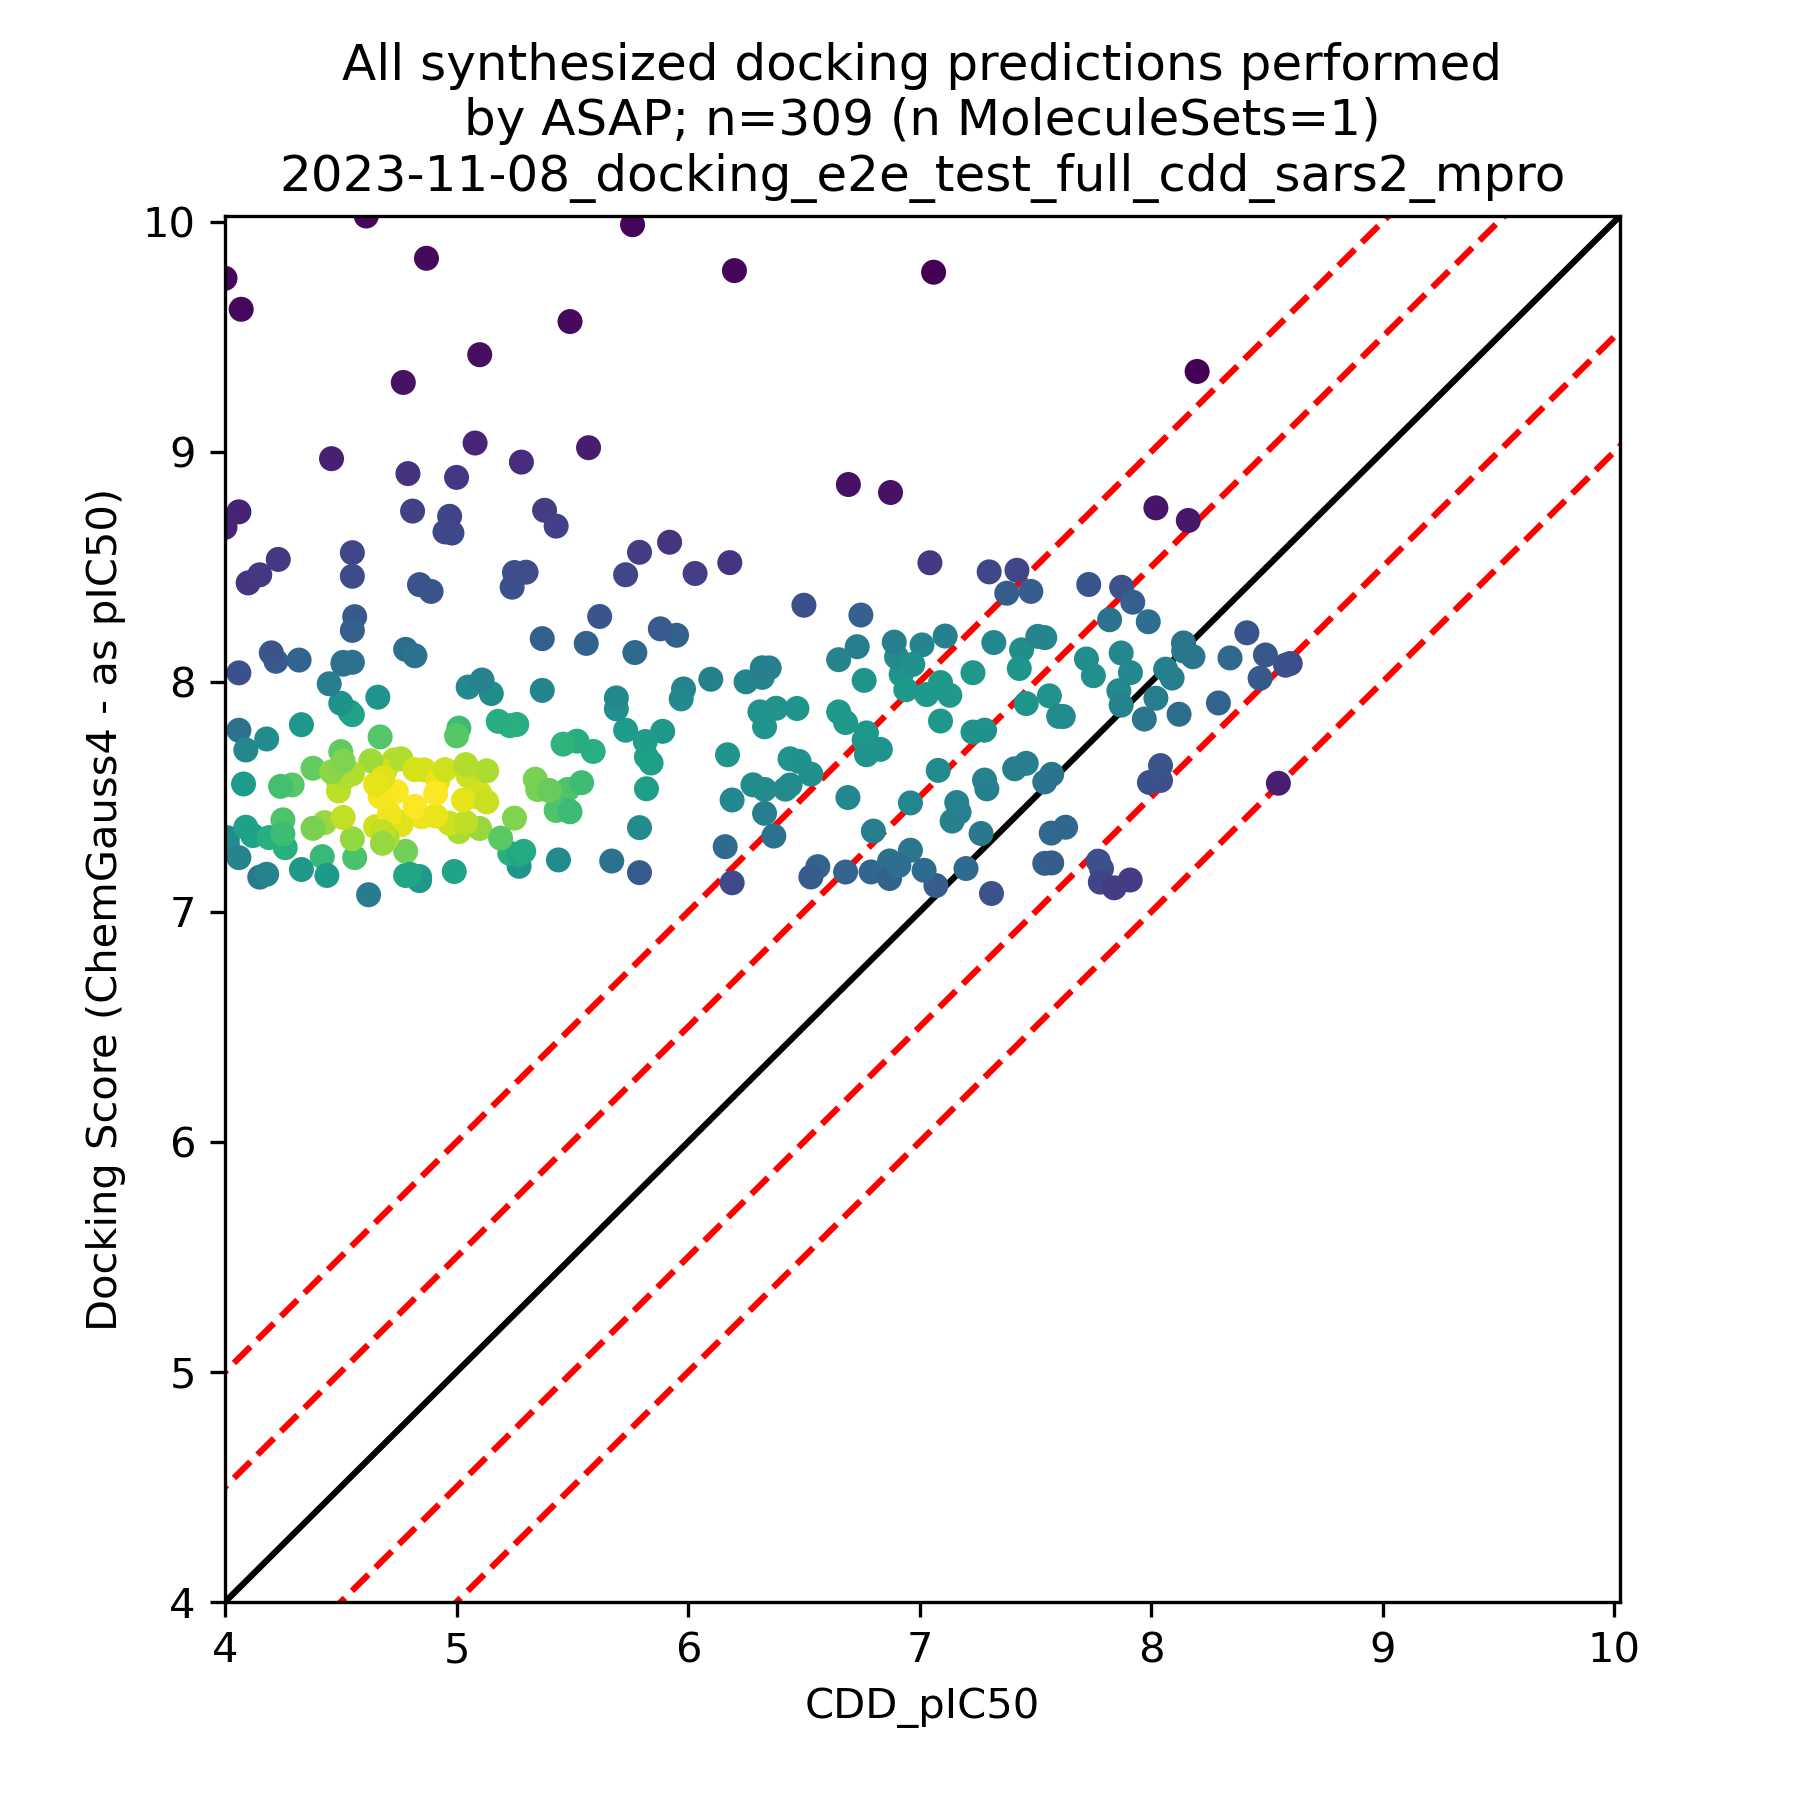 All synthesized docking predictions performed
by ASAP; n=309 (n MoleculeSets=1)
2023-11-08_docking_e2e_test_full_cdd_sars2_mpro
10
9
8
7
6
5
4
Docking Score (ChemGauss4 - as pIC50)
4 5 6 7 8 9 10
CDD_pIC50